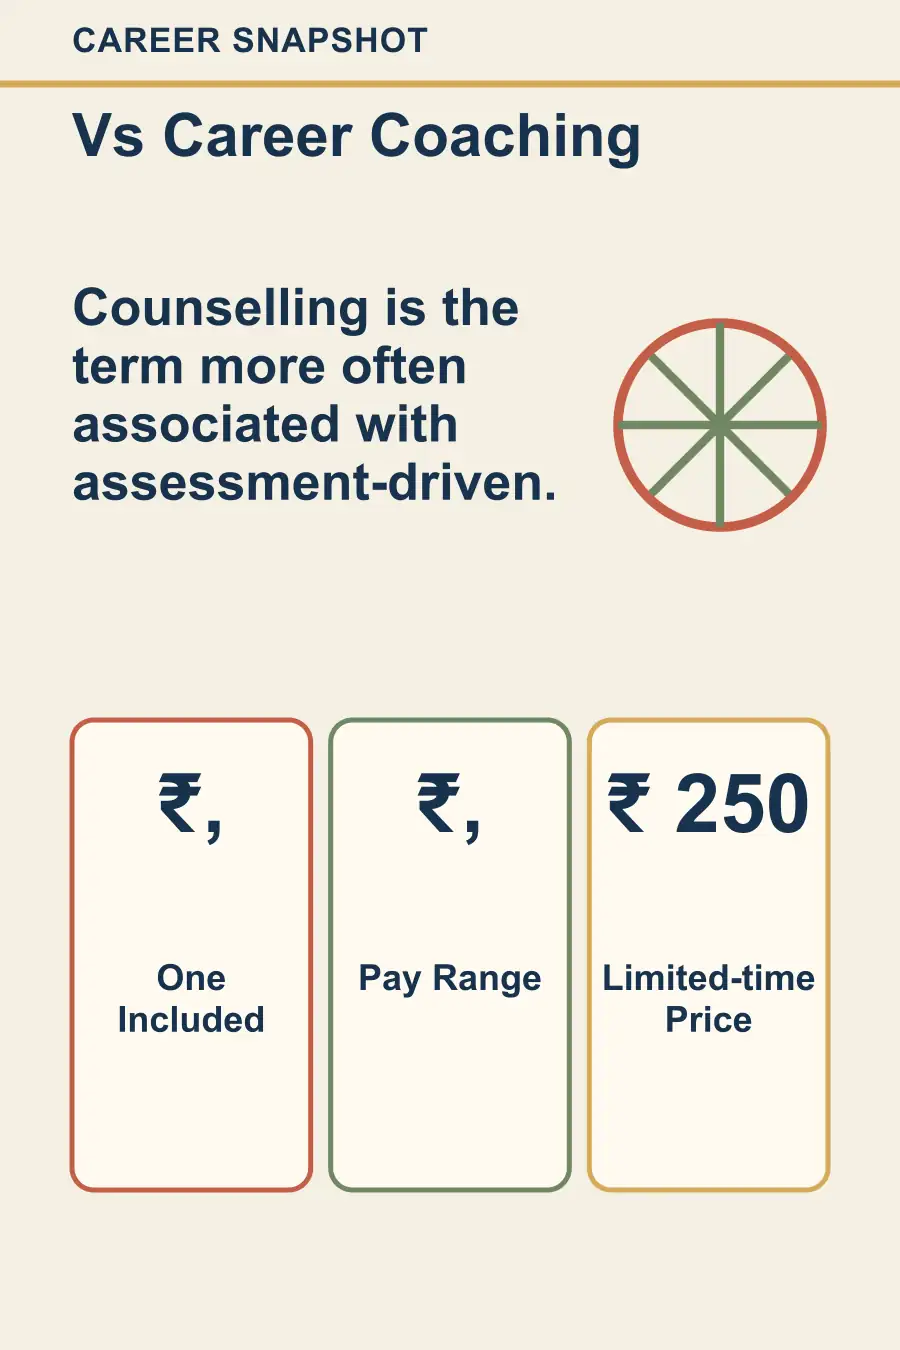 CAREER SNAPSHOT
Vs Career Coaching
Counselling is the
term more often
associated with
assessment-driven.
₹,
One
Included
₹,
Pay Range
₹ 250
Limited-time
Price